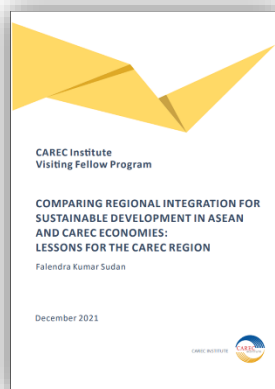 CAREC Institute
Visiting Fellow Program
COMPARING REGIONAL INTEGRATION FOR
SUSTAINABLE DEVELOPMENT IN ASEAN
AND CAREC ECONOMIES:
LESSONS FOR THE CAREC REGION
Falendra Kumar Sudan
December 2021
CAREC INSTITUTE
CAREC